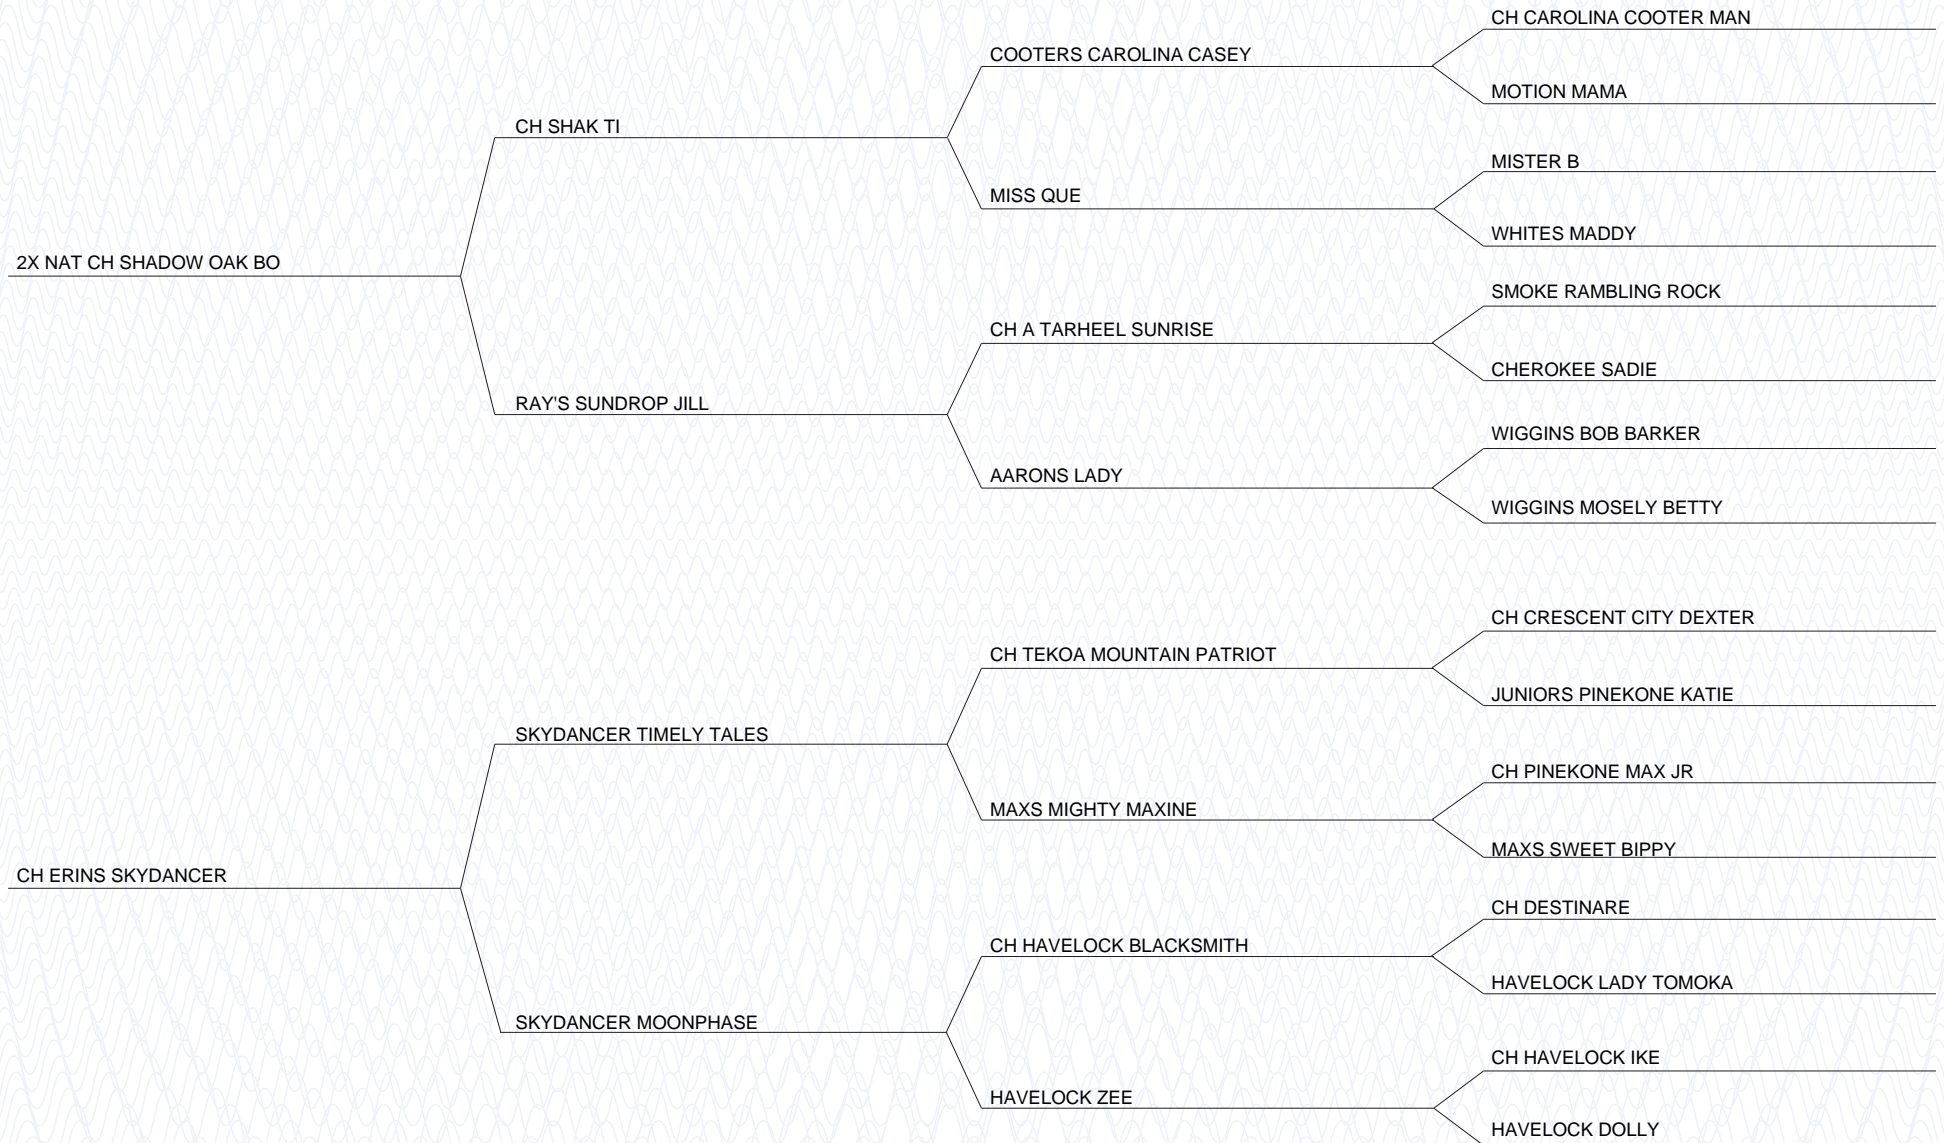 CH CAROLINA COOTER MAN
COOTERS CAROLINA CASEY
MOTION MAMA
CH SHAK TI
MISTER B
MISS QUE
WHITES MADDY
2X NAT CH SHADOW OAK BO
SMOKE RAMBLING ROCK
CH A TARHEEL SUNRISE
CHEROKEE SADIE
RAY'S SUNDROP JILL
WIGGINS BOB BARKER
AARONS LADY
WIGGINS MOSELY BETTY
CH CRESCENT CITY DEXTER
CH TEKOA MOUNTAIN PATRIOT
JUNIORS PINEKONE KATIE
SKYDANCER TIMELY TALES
CH PINEKONE MAX JR
MAXS MIGHTY MAXINE
MAXS SWEET BIPPY
CH ERINS SKYDANCER
CH DESTINARE
CH HAVELOCK BLACKSMITH
HAVELOCK LADY TOMOKA
SKYDANCER MOONPHASE
CH HAVELOCK IKE
HAVELOCK ZEE
HAVELOCK DOLLY